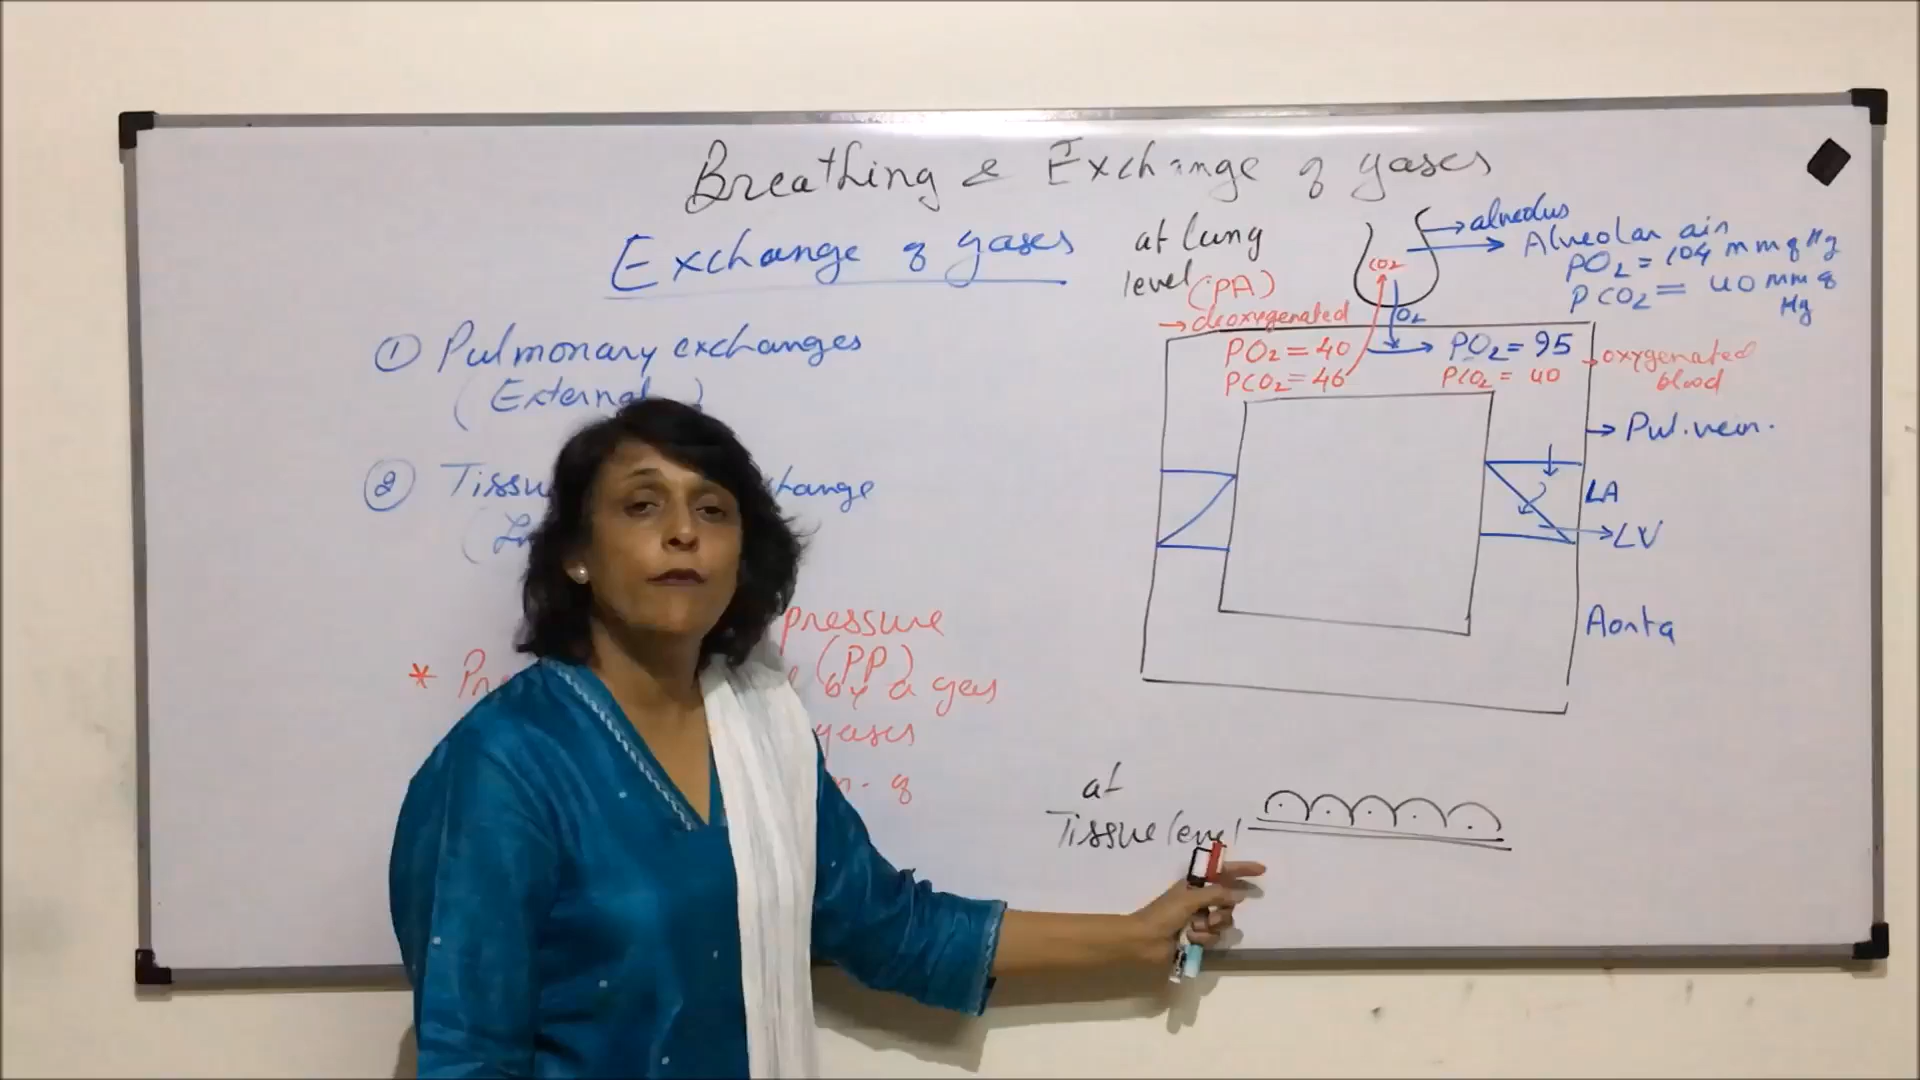 Breathing & Exchange of gases
Exchange of gases
① Pulmonary exchanges
(External)
② Tissu hange
pressure
(PP)
* Pr by a gas
gases
at lung
level
(PA)
→ deoxygenated
PO2 = 40
PCO2 = 46
CO2
O2
→ alveolus
Alveolar air
PO2 = 104 mm of Hg
PCO2 = 40 mm of
Hg
PO2 = 95
PCO2 = 40
→ oxygenated
blood
→ Pul. vein.
LA
→ LV
Aorta
at
Tissue level